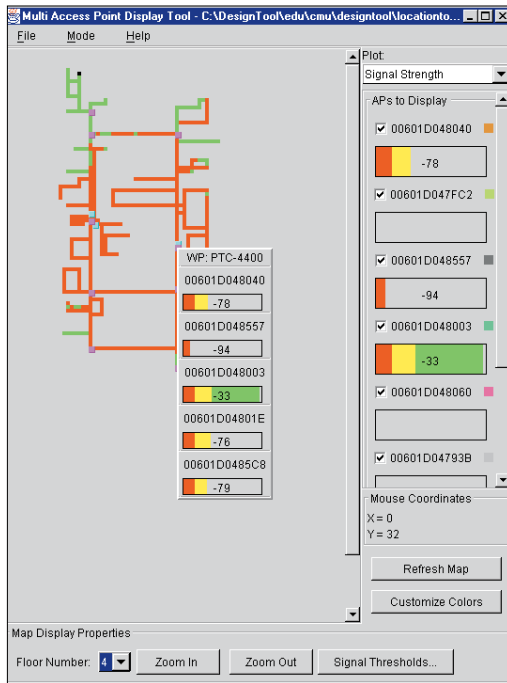 Multi Access Point Display Tool - C:\DesignTool\edu\cmu\designtool\locationto...
File Mode Help
Plot:
Signal Strength
APs to Display
00601D048040
-78
00601D047FC2
00601D048557
-94
00601D048003
-33
00601D048060
00601D04793B
WP: PTC-4400
00601D048040
-78
00601D048557
-94
00601D048003
-33
00601D04801E
-76
00601D0485C8
-79
Mouse Coordinates
X = 0
Y = 32
Refresh Map
Customize Colors
Map Display Properties
Floor Number: 4 Zoom In Zoom Out Signal Thresholds...